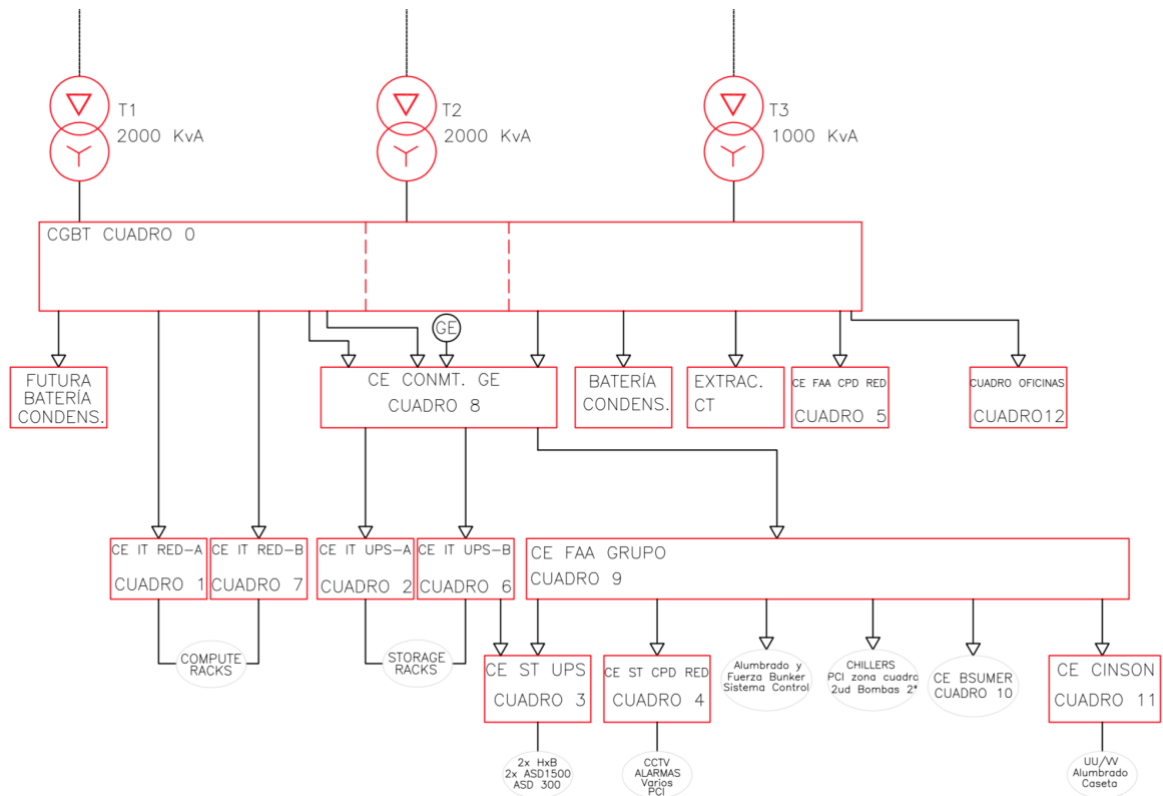 T1
2000 KvA
T2
2000 KvA
T3
1000 KvA
CGBT CUADRO 0
GE
FUTURA
BATERÍA
CONDENS.
CE CONMT. GE
CUADRO 8
BATERÍA
CONDENS.
EXTRAC.
CT
CE FAA CPD RED
CUADRO 5
CUADRO OFICINAS
CUADRO12
CE IT RED-A
CUADRO 1
CE IT RED-B
CUADRO 7
CE IT UPS-A
CUADRO 2
CE IT UPS-B
CUADRO 6
CE FAA GRUPO
CUADRO 9
COMPUTE
RACKS
STORAGE
RACKS
CE ST UPS
CUADRO 3
CE ST CPD RED
CUADRO 4
Alumbrado y
Fuerza Bunker
Sistema Control
CHILLERS
PCI zona cuadro
2ud Bombas 2ª
CE BSUMER
CUADRO 10
CE CINSON
CUADRO 11
2x HxB
2x ASD1500
ASD 300
CCTV
ALARMAS
Varios
PCI
UU/VV
Alumbrado
Caseta